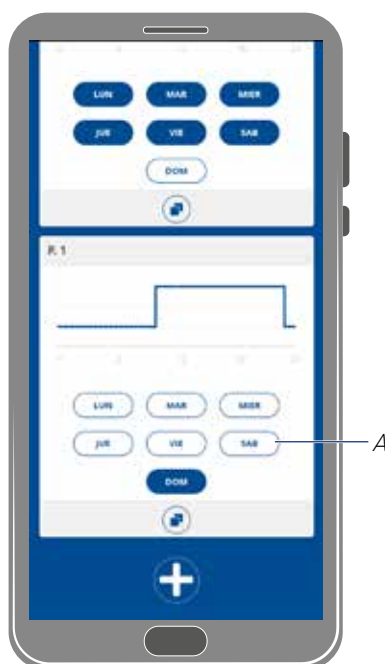 LUN MAR MIER
JUE VIE SAB
DOM
P. 1
LUN MAR MIER
JUE VIE SAB
A
DOM